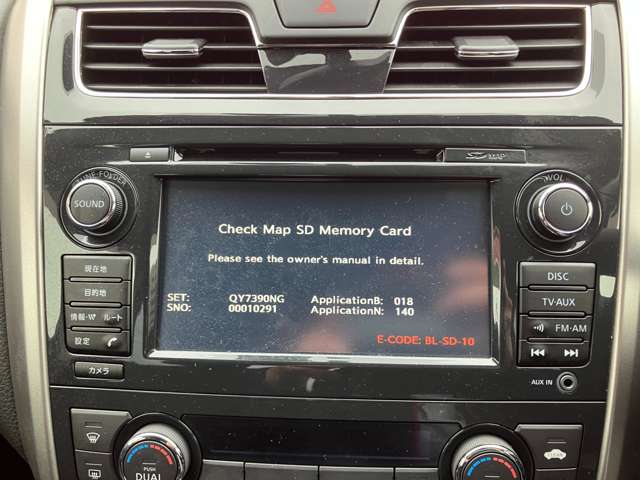 SD MAP
TUNE·FOLDER
VOL
SOUND
Check Map SD Memory Card
Please see the owner's manual in detail.
SET: QY7390NG ApplicationB: 018
SNO: 00010291 ApplicationN: 140
E-CODE: BL-SD-10
現在地
目的地
情報·VI ルート
設定
カメラ
DISC
TV·AUX
FM·AM
AUX IN
PUSH
DUAL